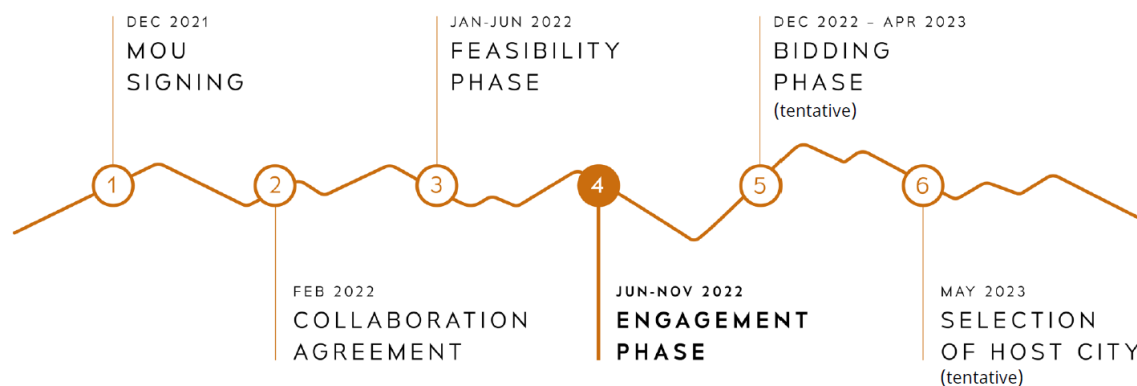 DEC 2021
MOU
SIGNING
JAN-JUN 2022
FEASIBILITY
PHASE
DEC 2022 – APR 2023
BIDDING
PHASE
(tentative)
1
2
3
4
5
6
FEB 2022
COLLABORATION
AGREEMENT
JUN-NOV 2022
ENGAGEMENT
PHASE
MAY 2023
SELECTION
OF HOST CITY
(tentative)